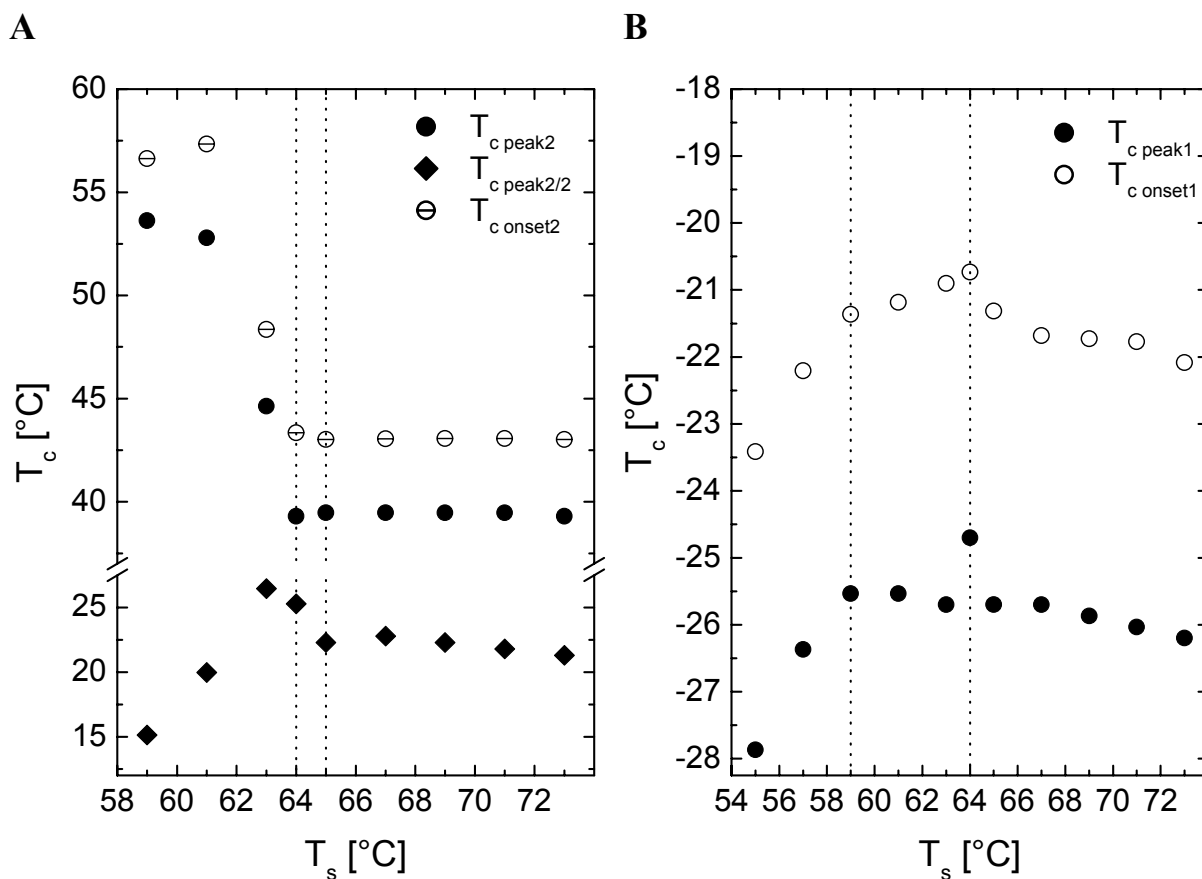 A
60
55
50
45
40
25
20
15
T_c [°C]
T_c peak2
T_c peak2/2
T_c onset2
58 60 62 64 66 68 70 72
T_s [°C]
B
-18
-19
-20
-21
-22
-23
-24
-25
-26
-27
-28
T_c [°C]
T_c peak1
T_c onset1
54 56 58 60 62 64 66 68 70 72
T_s [°C]